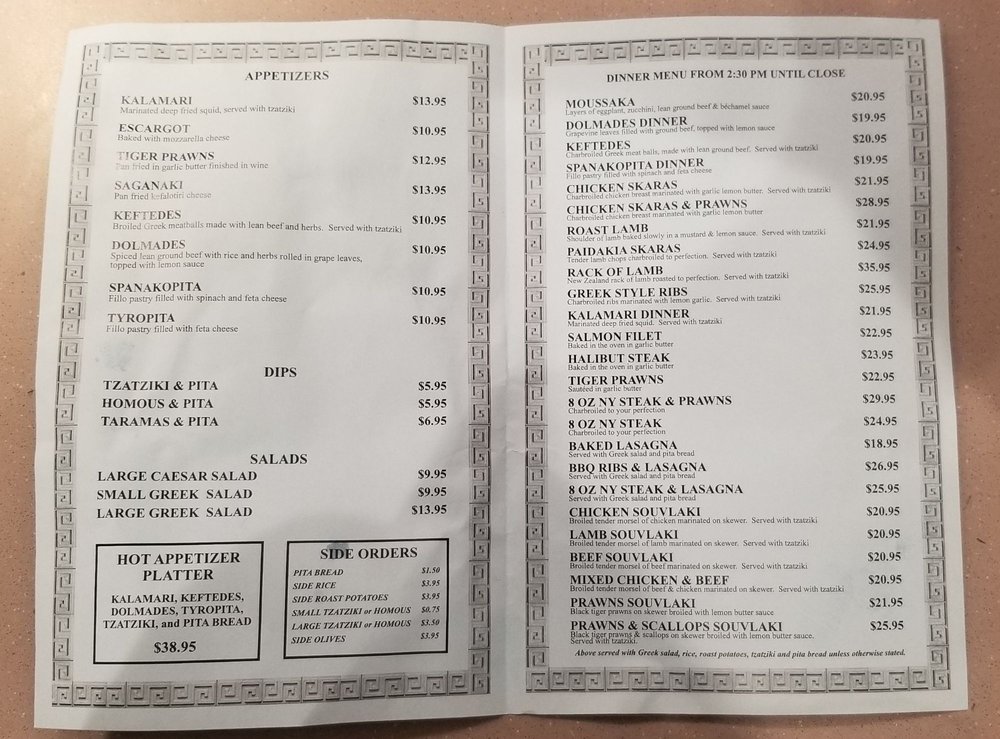 APPETIZERS
KALAMARI $13.95
Marinated deep fried squid, served with tzatziki
ESCARGOT $10.95
Baked with mozzarella cheese
TIGER PRAWNS $12.95
Pan fried in garlic butter finished in wine
SAGANAKI $13.95
Pan fried kefalotiri cheese
KEFTEDES $10.95
Broiled Greek meatballs made with lean beef and herbs. Served with tzatziki
DOLMADES $10.95
Spiced lean ground beef with rice and herbs rolled in grape leaves,
topped with lemon sauce
SPANAKOPITA $10.95
Fillo pastry filled with spinach and feta cheese
TYROPITA $10.95
Fillo pastry filled with feta cheese
DIPS
TZATZIKI & PITA $5.95
HOMOUS & PITA $5.95
TARAMAS & PITA $6.95
SALADS
LARGE CAESAR SALAD $9.95
SMALL GREEK SALAD $9.95
LARGE GREEK SALAD $13.95
HOT APPETIZER
PLATTER
KALAMARI, KEFTEDES,
DOLMADES, TYROPITA,
TZATZIKI, and PITA BREAD
$38.95
SIDE ORDERS
PITA BREAD $1.50
SIDE RICE $3.95
SIDE ROAST POTATOES $3.95
SMALL TZATZIKI or HOMOUS $0.75
LARGE TZATZIKI or HOMOUS $3.50
SIDE OLIVES $3.95
DINNER MENU FROM 2:30 PM UNTIL CLOSE
MOUSSAKA $20.95
Layers of eggplant, zucchini, lean ground beef & béchamel sauce
DOLMADES DINNER $19.95
Grapevine leaves filled with ground beef, topped with lemon sauce
KEFTEDES $20.95
Charbroiled Greek meat balls, made with lean ground beef. Served with tzatziki
SPANAKOPITA DINNER $19.95
Fillo pastry filled with spinach and feta cheese
CHICKEN SKARAS $21.95
Charbroiled chicken breast marinated with garlic lemon butter. Served with tzatziki
CHICKEN SKARAS & PRAWNS $28.95
Charbroiled chicken breast marinated with garlic lemon butter
ROAST LAMB $21.95
Shoulder of lamb baked slowly in a mustard & lemon sauce. Served with tzatziki
PAIDAKIA SKARAS $24.95
Tender lamb chops charbroiled to perfection. Served with tzatziki
RACK OF LAMB $35.95
New Zealand rack of lamb roasted to perfection. Served with tzatziki
GREEK STYLE RIBS $25.95
Charbroiled ribs marinated with lemon garlic. Served with tzatziki
KALAMARI DINNER $21.95
Marinated deep fried squid. Served with tzatziki
SALMON FILET $22.95
Baked in the oven in garlic butter
HALIBUT STEAK $23.95
Baked in the oven in garlic butter
TIGER PRAWNS $22.95
Sautéed in garlic butter
8 OZ NY STEAK & PRAWNS $29.95
Charbroiled to your perfection
8 OZ NY STEAK $24.95
Charbroiled to your perfection
BAKED LASAGNA $18.95
Served with Greek salad and pita bread
BBQ RIBS & LASAGNA $26.95
Served with Greek salad and pita bread
8 OZ NY STEAK & LASAGNA $25.95
Served with Greek salad and pita bread
CHICKEN SOUVLAKI $20.95
Broiled tender morsel of chicken marinated on skewer. Served with tzatziki
LAMB SOUVLAKI $20.95
Broiled tender morsel of lamb marinated on skewer. Served with tzatziki
BEEF SOUVLAKI $20.95
Broiled tender morsel of beef marinated on skewer. Served with tzatziki
MIXED CHICKEN & BEEF $20.95
Broiled tender morsel of beef & chicken marinated on skewer. Served with tzatziki
PRAWNS SOUVLAKI $21.95
Black tiger prawns on skewer broiled with lemon butter sauce
PRAWNS & SCALLOPS SOUVLAKI $25.95
Black tiger prawns & scallops on skewer broiled with lemon butter sauce.
Served with tzatziki.
Above served with Greek salad, rice, roast potatoes, tzatziki and pita bread unless otherwise stated.